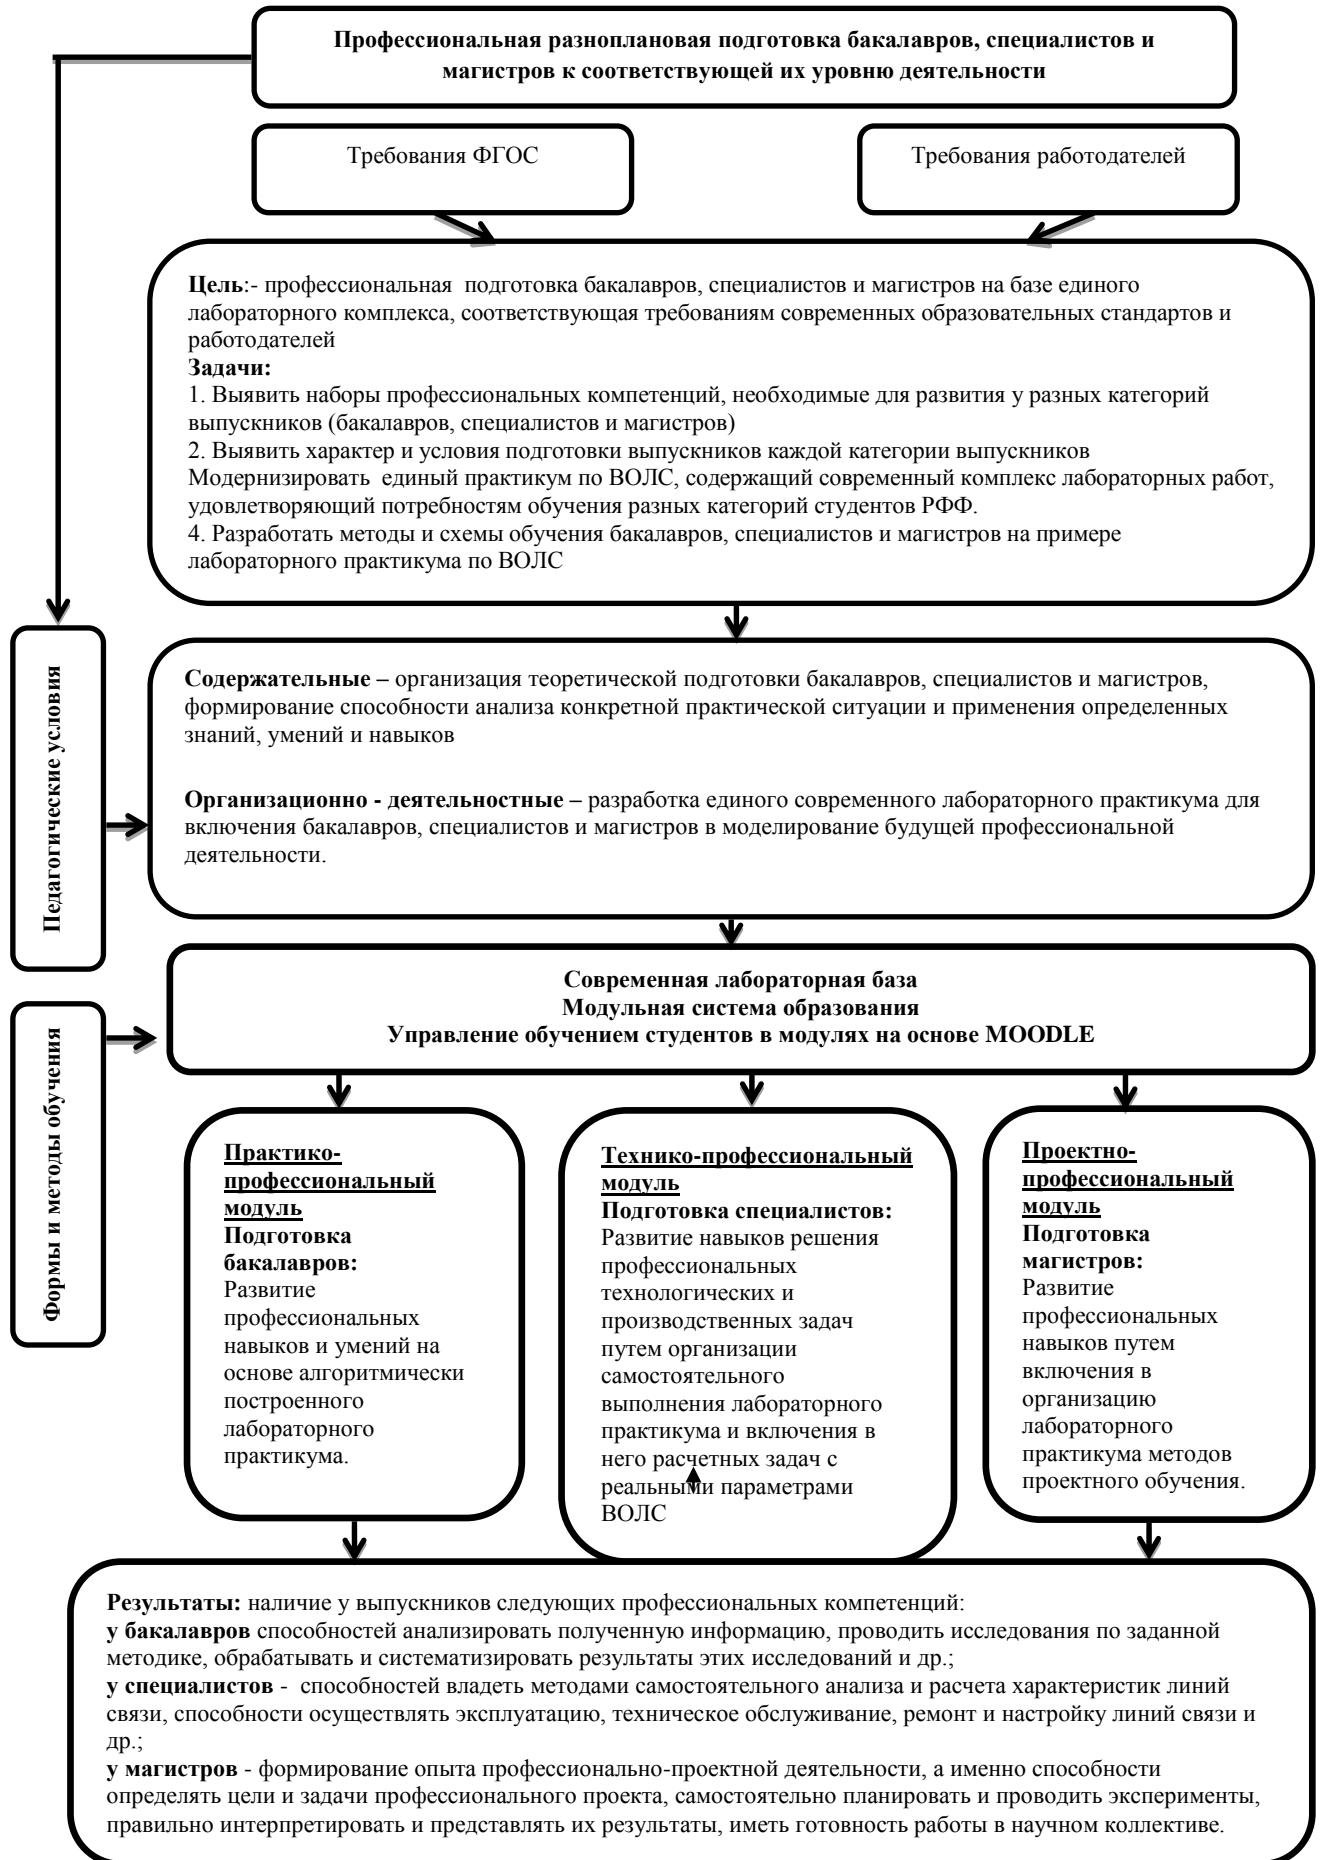 Профессиональная разноплановая подготовка бакалавров, специалистов и
магистров к соответствующей их уровню деятельности
Требования ФГОС
Требования работодателей
Цель:- профессиональная подготовка бакалавров, специалистов и магистров на базе единого
лабораторного комплекса, соответствующая требованиям современных образовательных стандартов и
работодателей
Задачи:
1. Выявить наборы профессиональных компетенций, необходимые для развития у разных категорий
выпускников (бакалавров, специалистов и магистров)
2. Выявить характер и условия подготовки выпускников каждой категории выпускников
Модернизировать единый практикум по ВОЛС, содержащий современный комплекс лабораторных работ,
удовлетворяющий потребностям обучения разных категорий студентов РФФ.
4. Разработать методы и схемы обучения бакалавров, специалистов и магистров на примере
лабораторного практикума по ВОЛС
Педагогические условия
Содержательные – организация теоретической подготовки бакалавров, специалистов и магистров,
формирование способности анализа конкретной практической ситуации и применения определенных
знаний, умений и навыков
Организационно - деятельностные – разработка единого современного лабораторного практикума для
включения бакалавров, специалистов и магистров в моделирование будущей профессиональной
деятельности.
Формы и методы обучения
Современная лабораторная база
Модульная система образования
Управление обучением студентов в модулях на основе MOODLE
Практико-
профессиональный
модуль
Подготовка
бакалавров:
Развитие
профессиональных
навыков и умений на
основе алгоритмически
построенного
лабораторного
практикума.
Технико-профессиональный
модуль
Подготовка специалистов:
Развитие навыков решения
профессиональных
технологических и
производственных задач
путем организации
самостоятельного
выполнения лабораторного
практикума и включения в
него расчетных задач с
реальными параметрами
ВОЛС
Проектно-
профессиональный
модуль
Подготовка
магистров:
Развитие
профессиональных
навыков путем
включения в
организацию
лабораторного
практикума методов
проектного обучения.
Результаты: наличие у выпускников следующих профессиональных компетенций:
у бакалавров способностей анализировать полученную информацию, проводить исследования по заданной
методике, обрабатывать и систематизировать результаты этих исследований и др.;
у специалистов - способностей владеть методами самостоятельного анализа и расчета характеристик линий
связи, способности осуществлять эксплуатацию, техническое обслуживание, ремонт и настройку линий связи и
др.;
у магистров - формирование опыта профессионально-проектной деятельности, а именно способности
определять цели и задачи профессионального проекта, самостоятельно планировать и проводить эксперименты,
правильно интерпретировать и представлять их результаты, иметь готовность работы в научном коллективе.